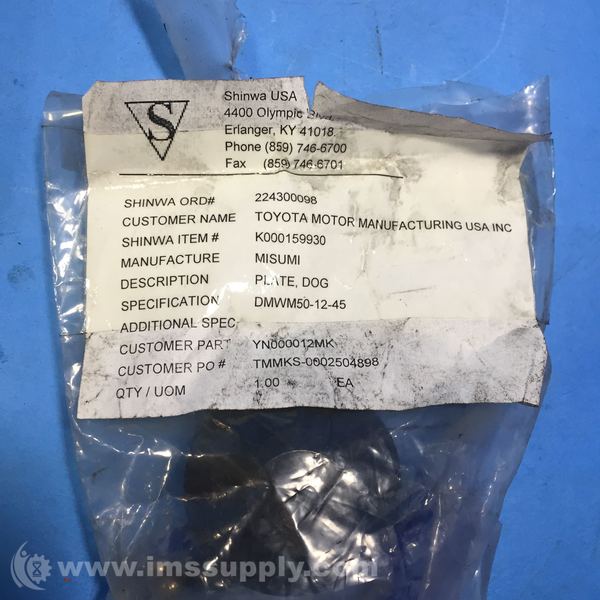 S
Shinwa USA
4400 Olympic
Erlanger, KY 41018
Phone (859) 746-6700
Fax (859) 746-6701
SHINWA ORD# 224300098
CUSTOMER NAME TOYOTA MOTOR MANUFACTURING USA INC
SHINWA ITEM # K000159930
MANUFACTURE MISUMI
DESCRIPTION PLATE, DOG
SPECIFICATION DMWM50-12-45
ADDITIONAL SPEC
CUSTOMER PART YN000012MK
CUSTOMER PO # TMMKS-0002504898
QTY / UOM 1.00 EA
www.imssupply.com